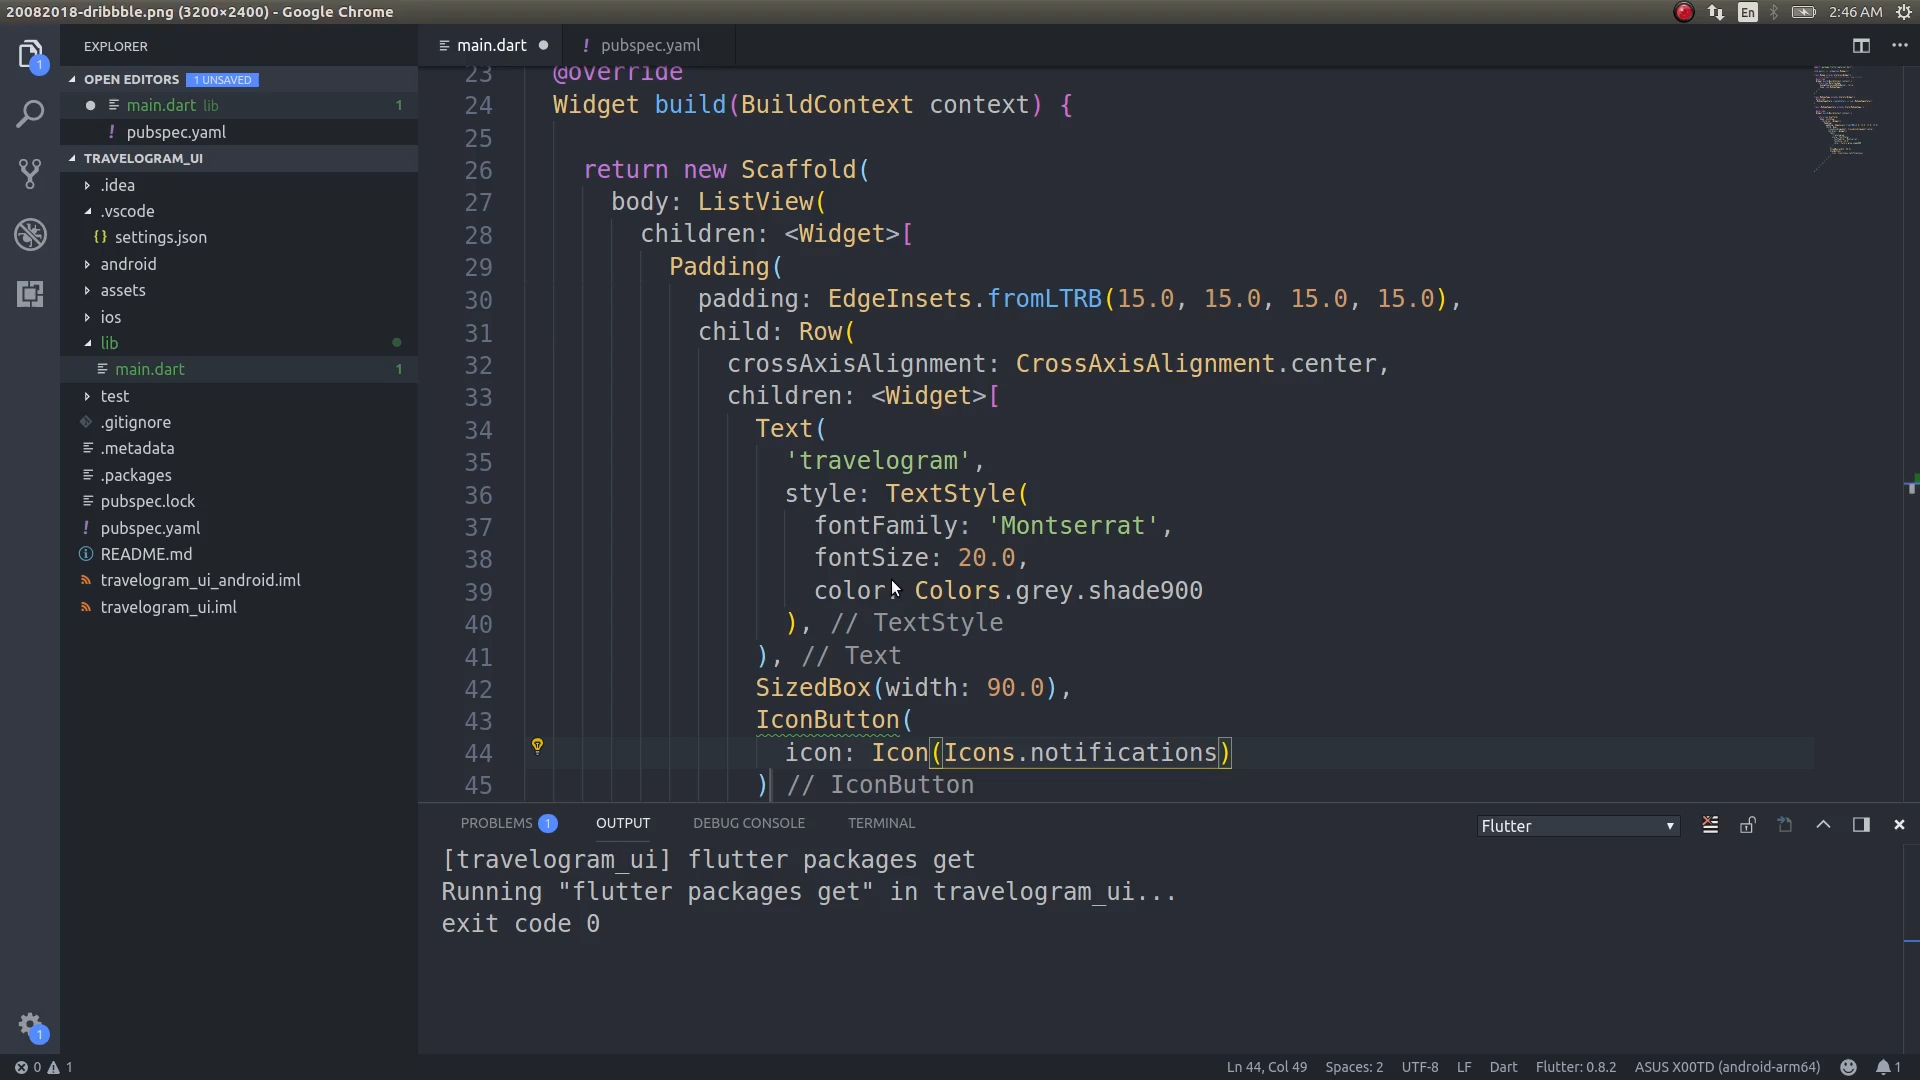 20082018-dribbble.png (3200×2400) - Google Chrome
En
2:46 AM
EXPLORER
OPEN EDITORS 1 UNSAVED
main.dart lib 1
! pubspec.yaml
TRAVELOGRAM_UI
.idea
.vscode
{} settings.json
android
assets
ios
lib
main.dart 1
test
.gitignore
.metadata
.packages
pubspec.lock
! pubspec.yaml
README.md
travelogram_ui_android.iml
travelogram_ui.iml
1
1
main.dart
! pubspec.yaml
23 @override
24 Widget build(BuildContext context) {
25
26 return new Scaffold(
27 body: ListView(
28 children: <Widget>[
29 Padding(
30 padding: EdgeInsets.fromLTRB(15.0, 15.0, 15.0, 15.0),
31 child: Row(
32 crossAxisAlignment: CrossAxisAlignment.center,
33 children: <Widget>[
34 Text(
35 'travelogram',
36 style: TextStyle(
37 fontFamily: 'Montserrat',
38 fontSize: 20.0,
39 color: Colors.grey.shade900
40 ), // TextStyle
41 ), // Text
42 SizedBox(width: 90.0),
43 IconButton(
44 icon: Icon(Icons.notifications)
45 ) // IconButton
PROBLEMS 1 OUTPUT DEBUG CONSOLE TERMINAL Flutter
[travelogram_ui] flutter packages get
Running "flutter packages get" in travelogram_ui...
exit code 0
0 1 Ln 44, Col 49 Spaces: 2 UTF-8 LF Dart Flutter: 0.8.2 ASUS X00TD (android-arm64) 1